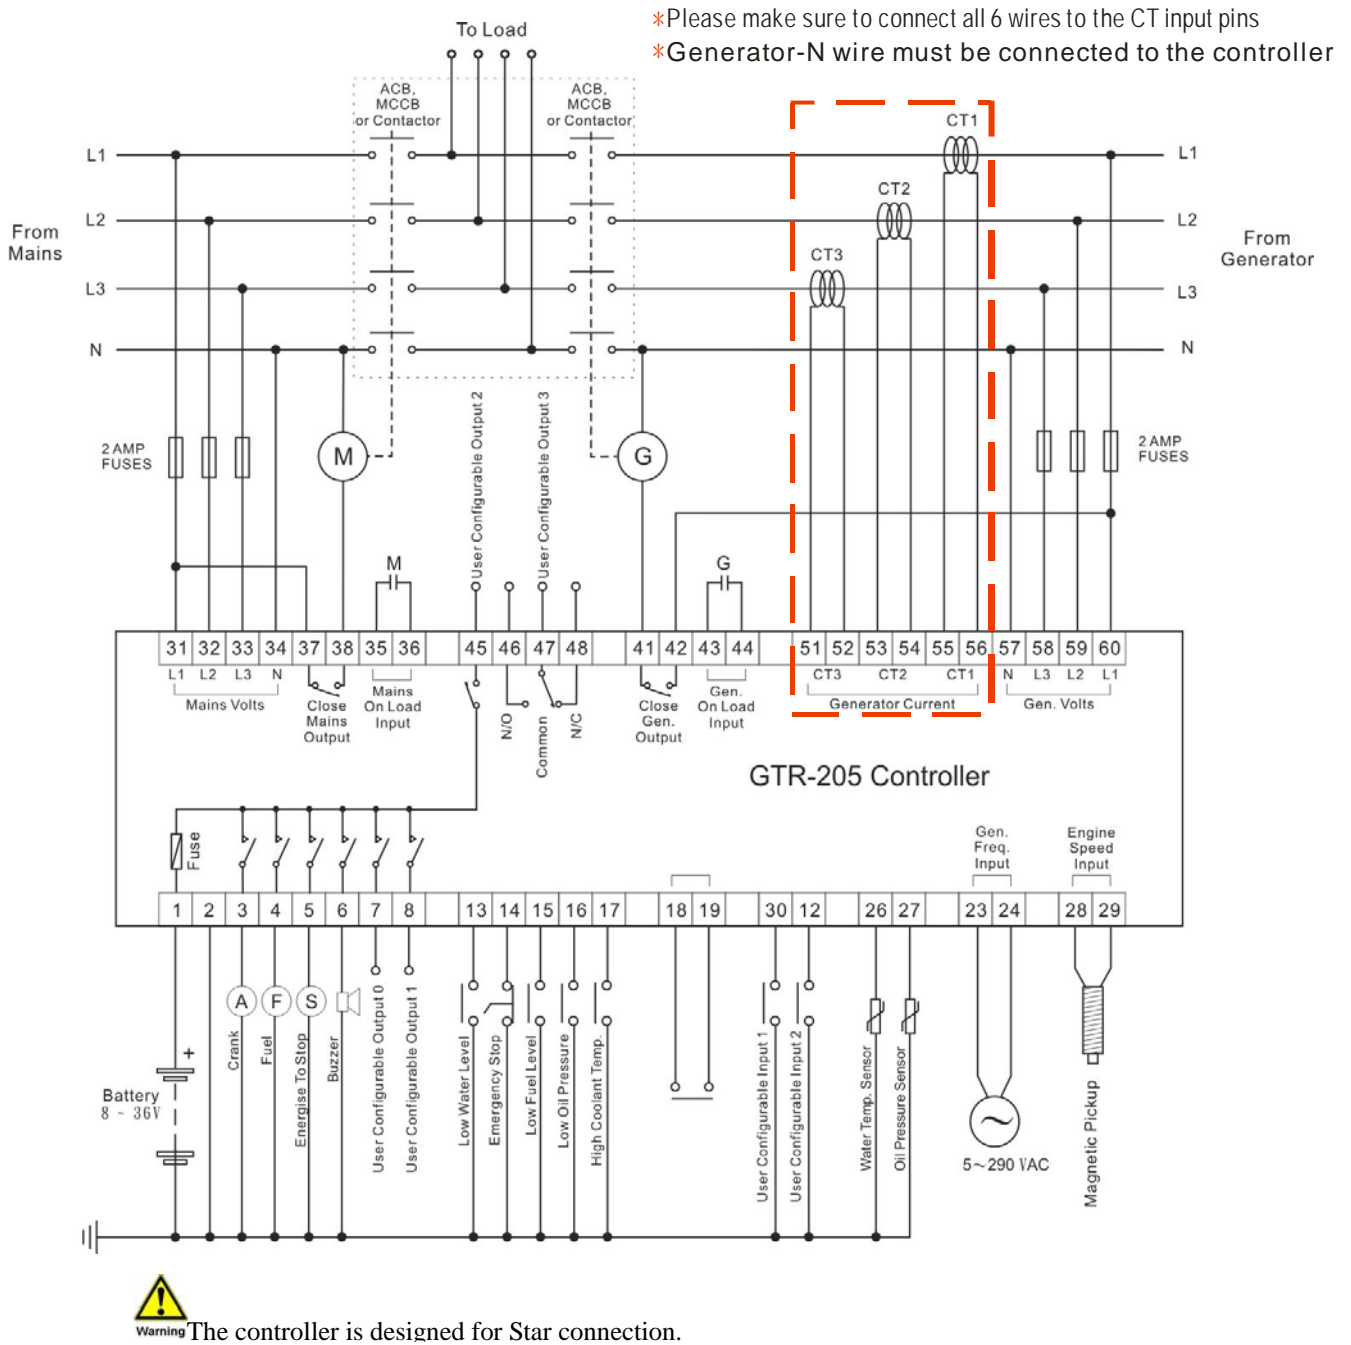 *Please make sure to connect all 6 wires to the CT input pins
*Generator-N wire must be connected to the controller
To Load
ACB,
MCCB
or Contactor
ACB,
MCCB
or Contactor
CT1
CT2
CT3
L1
L2
L3
N
From
Mains
L1
L2
L3
N
From
Generator
2 AMP
FUSES
M
G
2 AMP
FUSES
User Configurable Output 2
User Configurable Output 3
M
G
31 32 33 34 37 38 35 36 45 46 47 48 41 42 43 44 51 52 53 54 55 56 57 58 59 60
L1 L2 L3 N
Mains Volts
Close
Mains
Output
Mains
On Load
Input
N/O
Common
N/C
Close
Gen.
Output
Gen.
On Load
Input
CT3 CT2 CT1
Generator Current
N L3 L2 L1
Gen. Volts
GTR-205 Controller
Fuse
Gen.
Freq.
Input
Engine
Speed
Input
1 2 3 4 5 6 7 8 13 14 15 16 17 18 19 30 12 26 27 23 24 28 29
A
F
S
+
Battery
8 ~ 36V
Crank
Fuel
Energise To Stop
Buzzer
User Configurable Output 0
User Configurable Output 1
Low Water Level
Emergency Stop
Low Fuel Level
Low Oil Pressure
High Coolant Temp.
User Configurable Input 1
User Configurable Input 2
Water Temp. Sensor
Oil Pressure Sensor
5~290 VAC
Magnetic Pickup
Warning The controller is designed for Star connection.